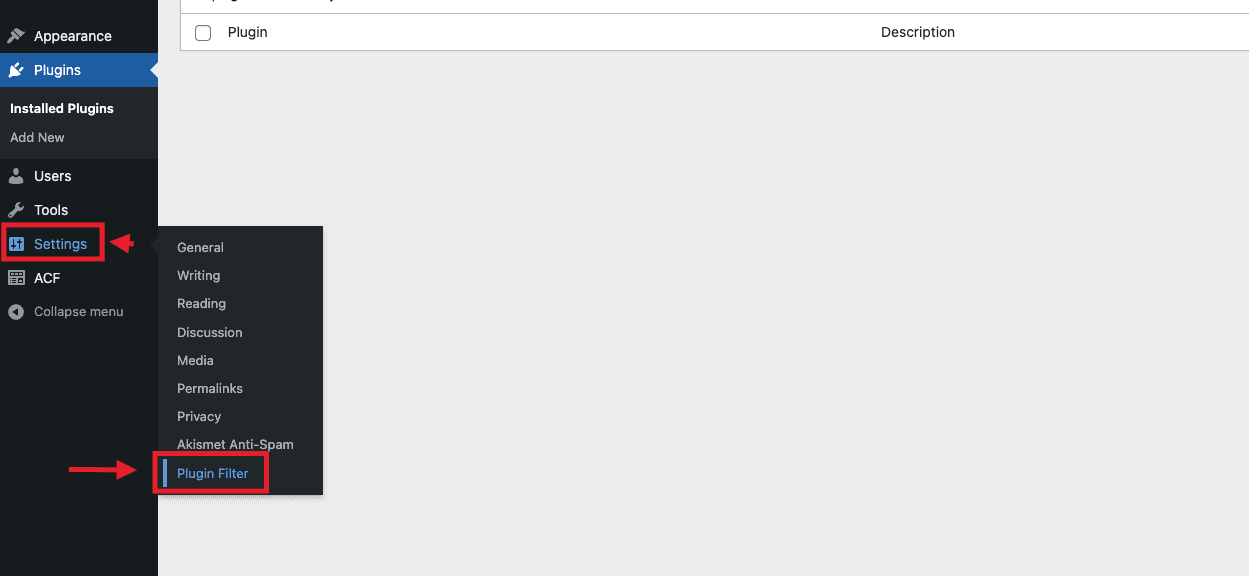 Appearance
Plugin
Description
Plugins
Installed Plugins
Add New
Users
Tools
Settings
ACF
Collapse menu
General
Writing
Reading
Discussion
Media
Permalinks
Privacy
Akismet Anti-Spam
Plugin Filter